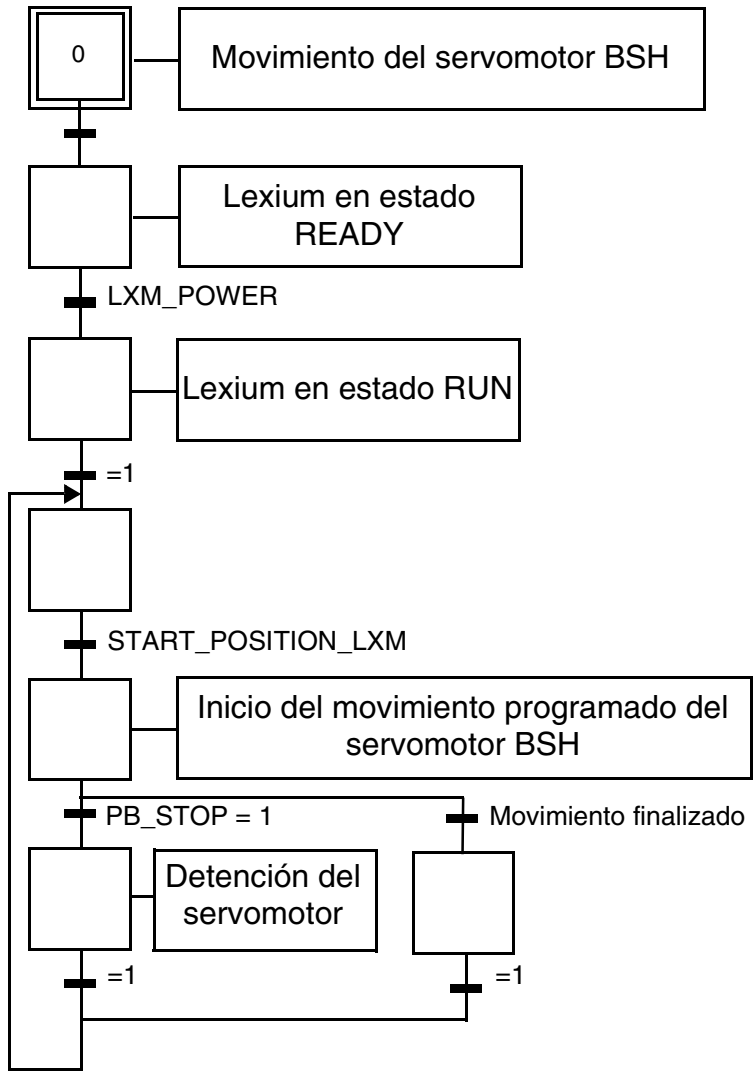 0
Movimiento del servomotor BSH
Lexium en estado
READY
LXM_POWER
Lexium en estado RUN
=1
START_POSITION_LXM
Inicio del movimiento programado del
servomotor BSH
PB_STOP = 1
Movimiento finalizado
Detención del
servomotor
=1
=1